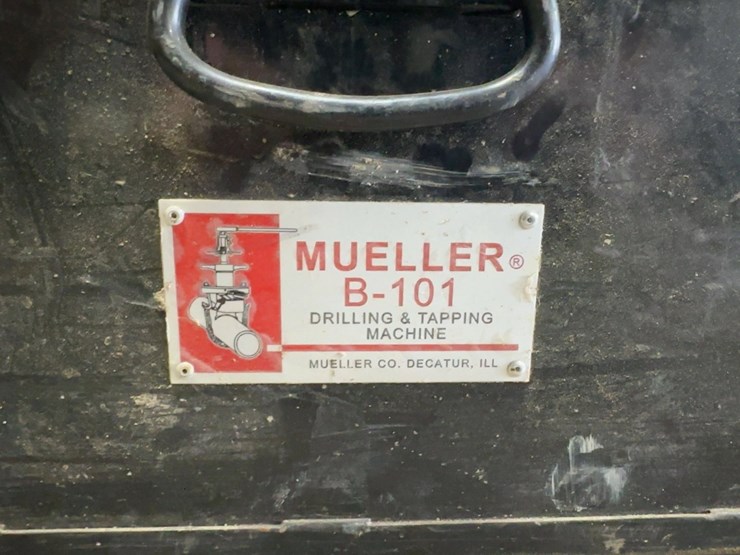 MUELLER®
B-101
DRILLING & TAPPING
MACHINE
MUELLER CO. DECATUR, ILL